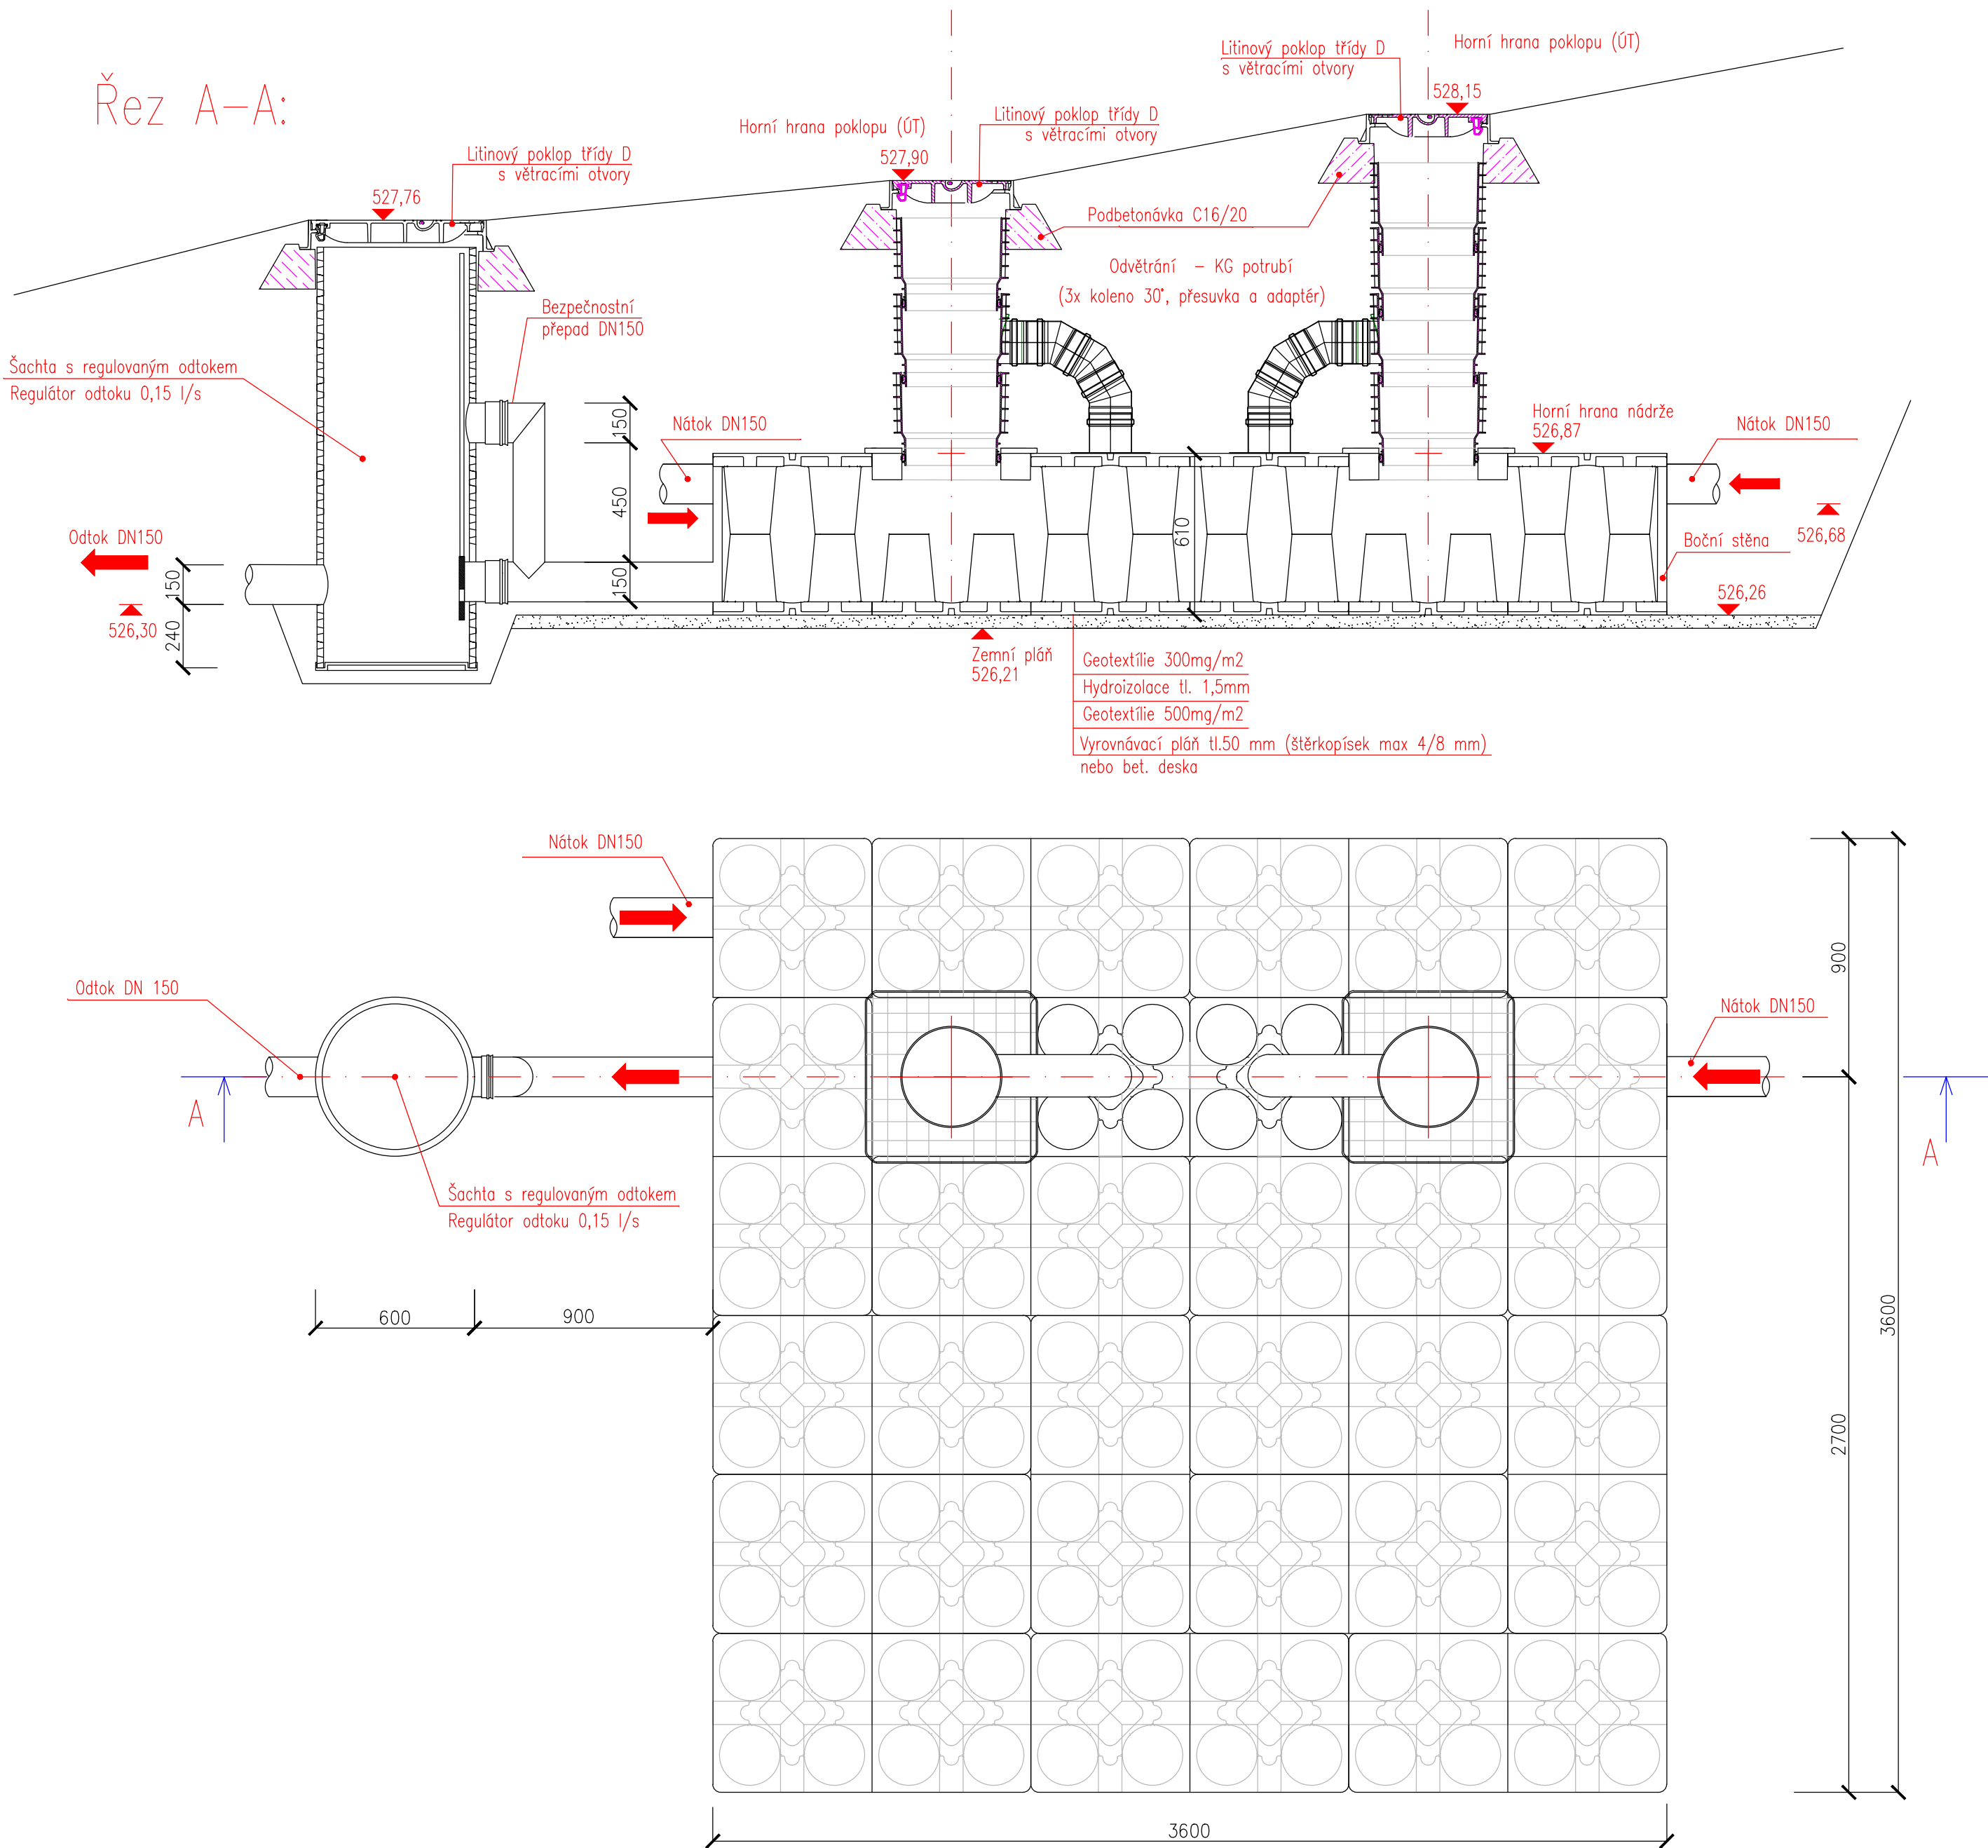 Řez A–A:
Litinový poklop třídy D
s větracími otvory
Horní hrana poklopu (ÚT)
528,15
Litinový poklop třídy D
s větracími otvory
Horní hrana poklopu (ÚT)
527,90
Litinový poklop třídy D
s větracími otvory
527,76
Podbetonávka C16/20
Odvětrání – KG potrubí
(3x koleno 30°, přesuvka a adaptér)
Bezpečnostní
přepad DN150
Šachta s regulovaným odtokem
Regulátor odtoku 0,15 l/s
Nátok DN150
Horní hrana nádrže
526,87
Nátok DN150
150
450
150
610
Odtok DN150
150
240
526,30
526,68
Boční stěna
526,26
Zemní pláň
526,21
Geotextílie 300mg/m2
Hydroizolace tl. 1,5mm
Geotextílie 500mg/m2
Vyrovnávací pláň tl.50 mm (štěrkopísek max 4/8 mm)
nebo bet. deska
Nátok DN150
Odtok DN 150
Nátok DN150
A
A
Šachta s regulovaným odtokem
Regulátor odtoku 0,15 l/s
600
900
900
2700
3600
3600